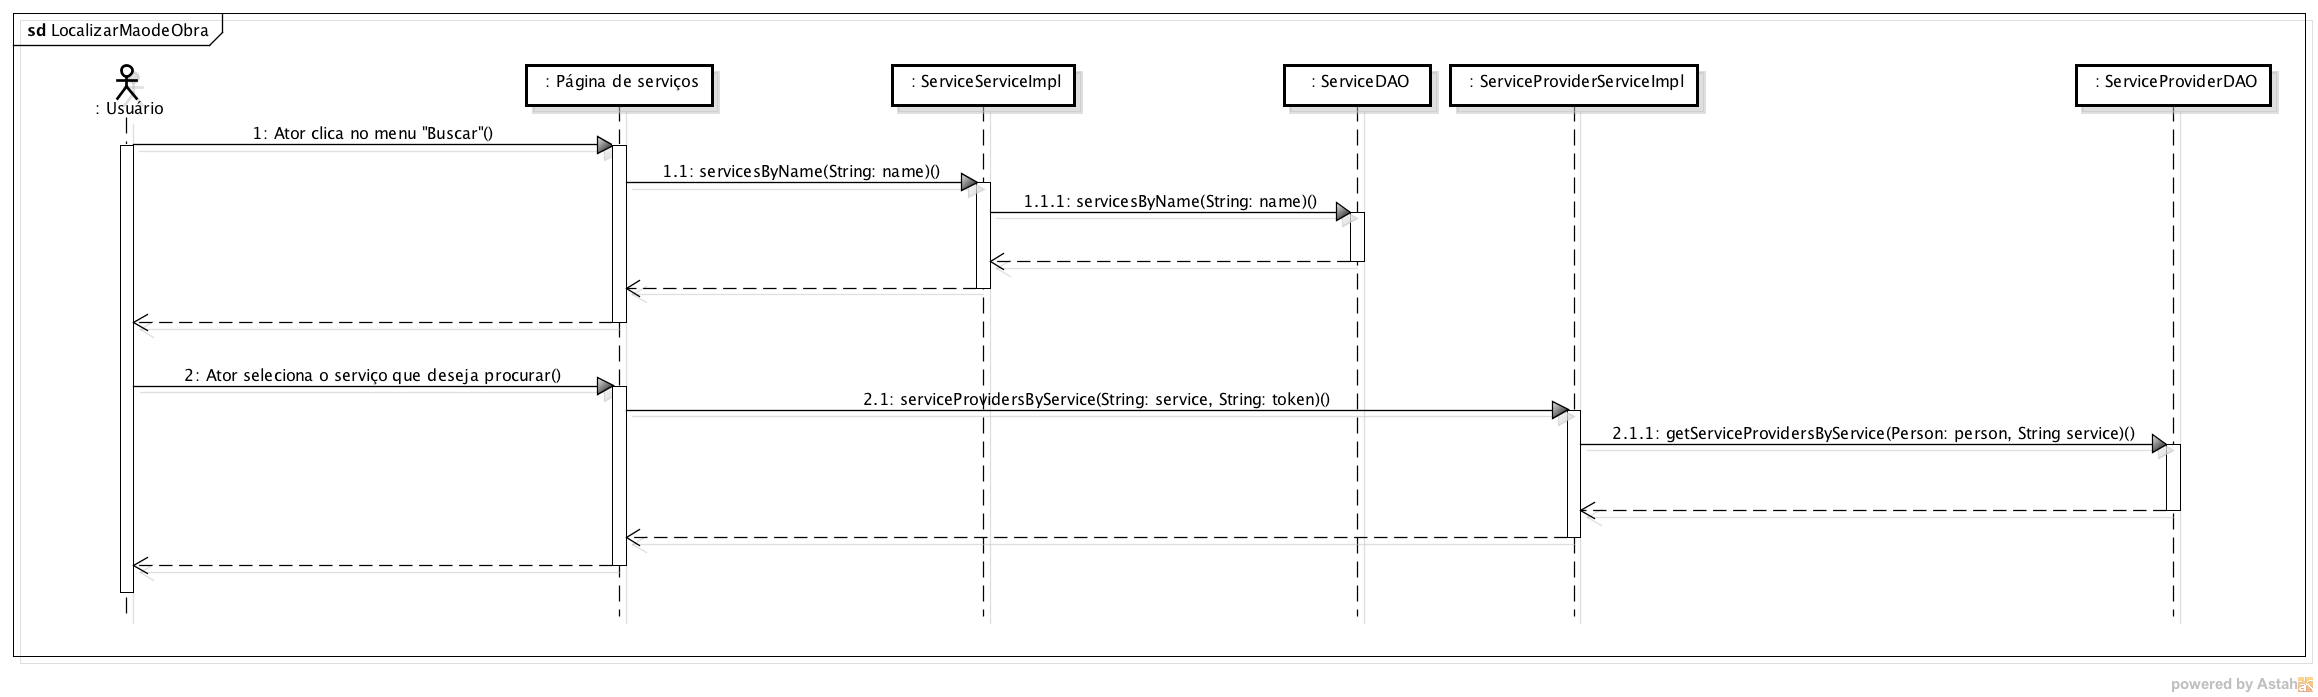 sd LocalizarMaodeObra
: Usuário
: Página de serviços
: ServiceServiceImpl
: ServiceDAO
: ServiceProviderServiceImpl
: ServiceProviderDAO
1: Ator clica no menu "Buscar"()
1.1: servicesByName(String: name)()
1.1.1: servicesByName(String: name)()
2: Ator seleciona o serviço que deseja procurar()
2.1: serviceProvidersByService(String: service, String: token)()
2.1.1: getServiceProvidersByService(Person: person, String service)()
powered by Astah